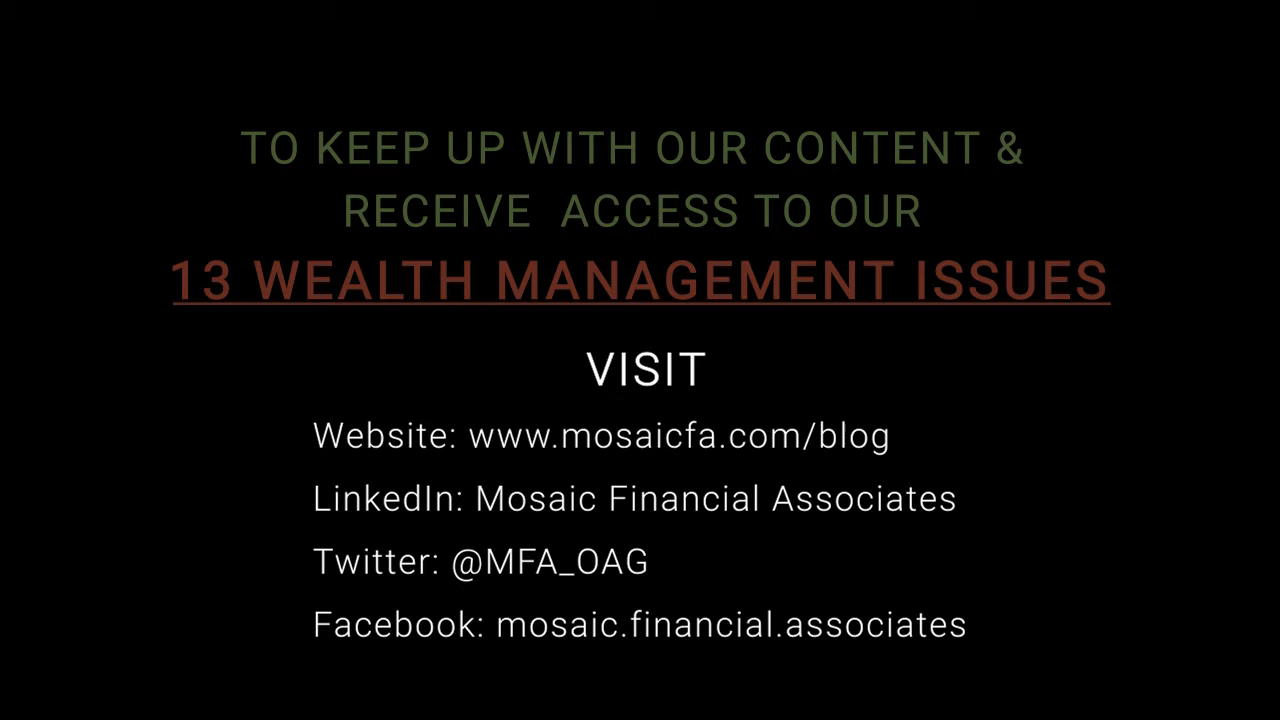 TO KEEP UP WITH OUR CONTENT &
RECEIVE ACCESS TO OUR
13 WEALTH MANAGEMENT ISSUES
VISIT
Website: www.mosaicfa.com/blog
LinkedIn: Mosaic Financial Associates
Twitter: @MFA_OAG
Facebook: mosaic.financial.associates